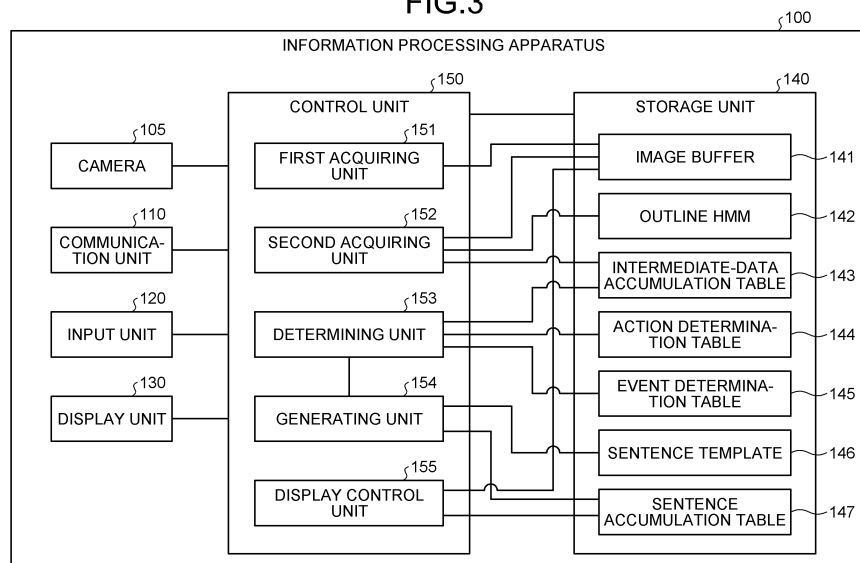 FIG.3
100
INFORMATION PROCESSING APPARATUS
150
CONTROL UNIT
140
STORAGE UNIT
105
CAMERA
110
COMMUNICA-
TION UNIT
120
INPUT UNIT
130
DISPLAY UNIT
151
FIRST ACQUIRING
UNIT
152
SECOND ACQUIRING
UNIT
153
DETERMINING UNIT
154
GENERATING UNIT
155
DISPLAY CONTROL
UNIT
IMAGE BUFFER
141
OUTLINE HMM
142
INTERMEDIATE-DATA
ACCUMULATION TABLE
143
ACTION DETERMINA-
TION TABLE
144
EVENT DETERMINA-
TION TABLE
145
SENTENCE TEMPLATE
146
SENTENCE
ACCUMULATION TABLE
147